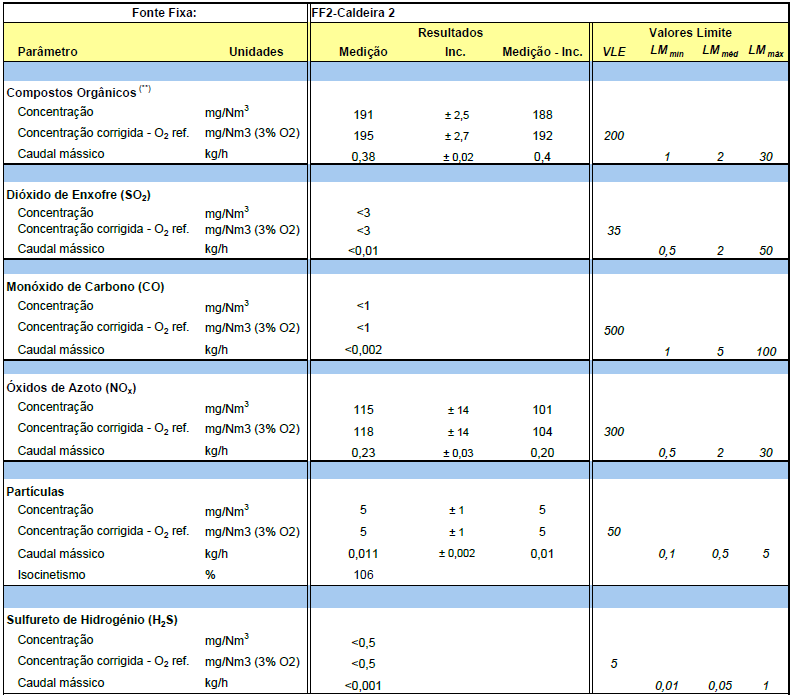 Fonte Fixa: FF2-Caldeira 2
Resultados Valores Limite
Parâmetro Unidades Medição Inc. Medição - Inc. VLE LM mín LM méd LM máx
Compostos Orgânicos (**)
Concentração mg/Nm3 191 ± 2,5 188
Concentração corrigida - O2 ref. mg/Nm3 (3% O2) 195 ± 2,7 192 200
Caudal mássico kg/h 0,38 ± 0,02 0,4 1 2 30
Dióxido de Enxofre (SO2)
Concentração mg/Nm3 <3
Concentração corrigida - O2 ref. mg/Nm3 (3% O2) <3 35
Caudal mássico kg/h <0,01 0,5 2 50
Monóxido de Carbono (CO)
Concentração mg/Nm3 <1
Concentração corrigida - O2 ref. mg/Nm3 (3% O2) <1 500
Caudal mássico kg/h <0,002 1 5 100
Óxidos de Azoto (NOx)
Concentração mg/Nm3 115 ± 14 101
Concentração corrigida - O2 ref. mg/Nm3 (3% O2) 118 ± 14 104 300
Caudal mássico kg/h 0,23 ± 0,03 0,20 0,5 2 30
Partículas
Concentração mg/Nm3 5 ± 1 5
Concentração corrigida - O2 ref. mg/Nm3 (3% O2) 5 ± 1 5 50
Caudal mássico kg/h 0,011 ± 0,002 0,01 0,1 0,5 5
Isocinetismo % 106
Sulfureto de Hidrogénio (H2S)
Concentração mg/Nm3 <0,5
Concentração corrigida - O2 ref. mg/Nm3 (3% O2) <0,5 5
Caudal mássico kg/h <0,001 0,01 0,05 1